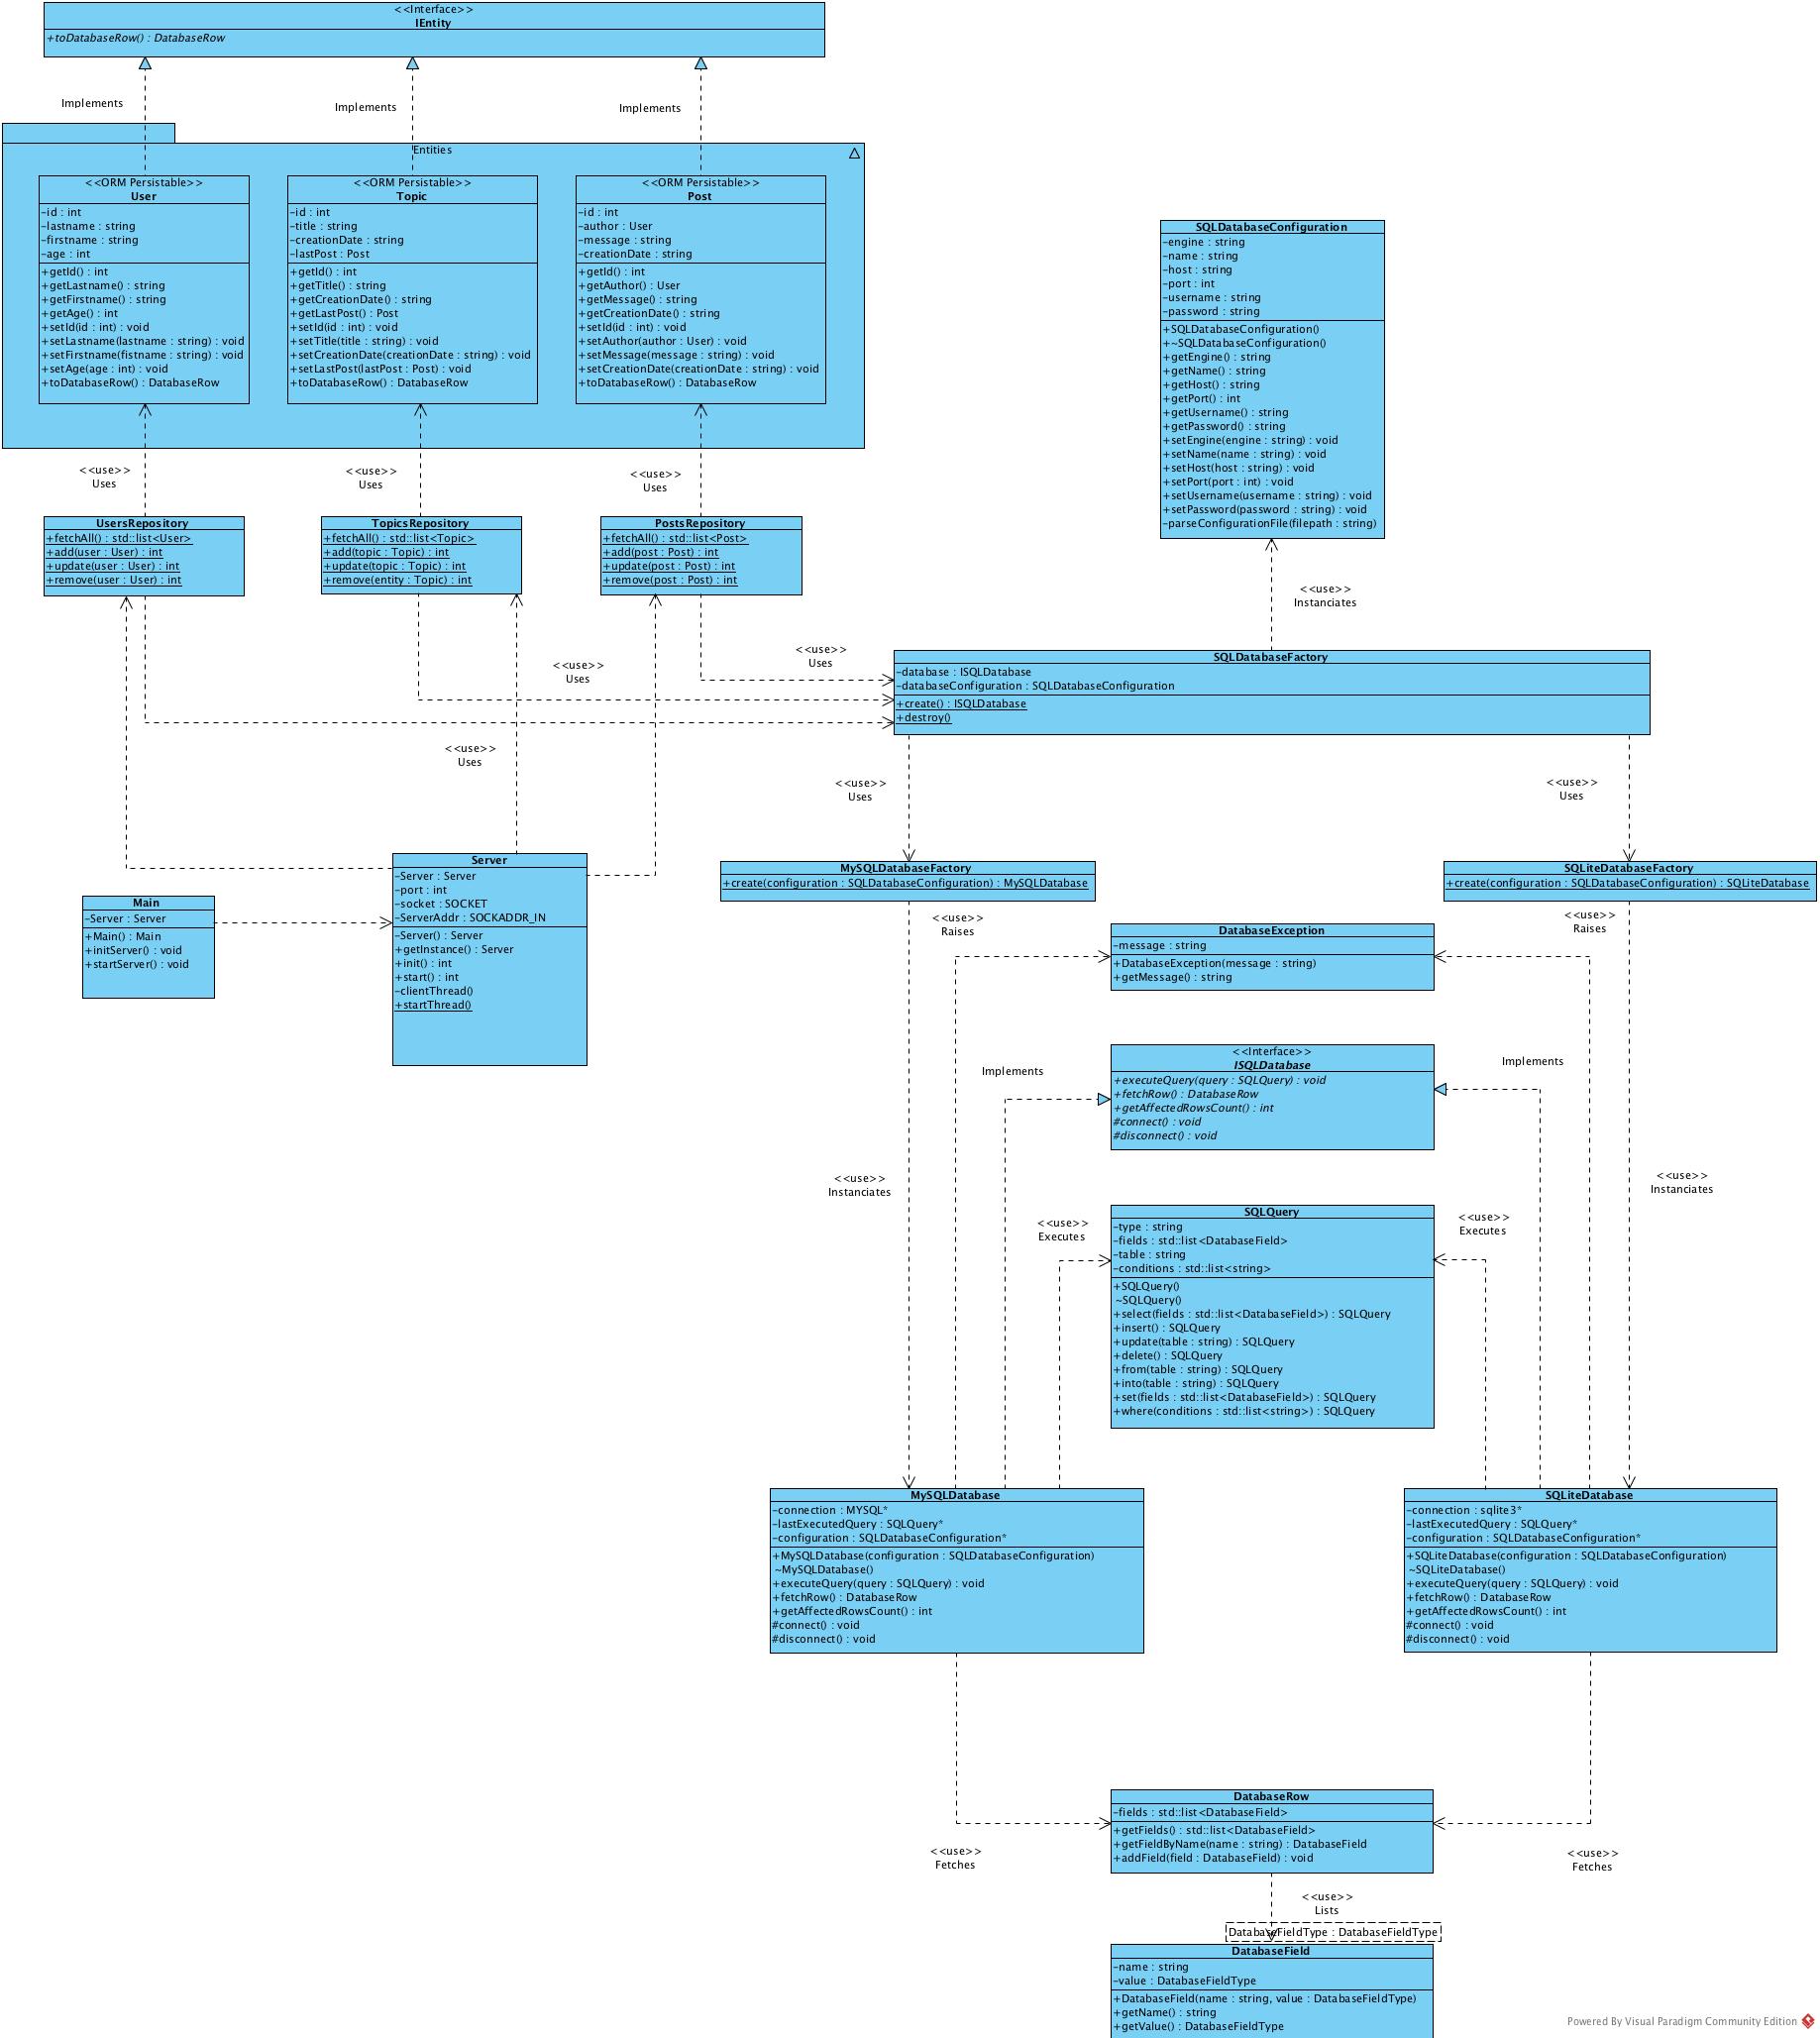 <<Interface>>
IEntity
+toDatabaseRow() : DatabaseRow
Implements
Implements
Implements
Entities
<<ORM Persistable>>
User
-id : int
-lastname : string
-firstname : string
-age : int
+getId() : int
+getLastname() : string
+getFirstname() : string
+getAge() : int
+setId(id : int) : void
+setLastname(lastname : string) : void
+setFirstname(fistname : string) : void
+setAge(age : int) : void
+toDatabaseRow() : DatabaseRow
<<ORM Persistable>>
Topic
-id : int
-title : string
-creationDate : string
-lastPost : Post
+getId() : int
+getTitle() : string
+getCreationDate() : string
+getLastPost() : Post
+setId(id : int) : void
+setTitle(title : string) : void
+setCreationDate(creationDate : string) : void
+setLastPost(lastPost : Post) : void
+toDatabaseRow() : DatabaseRow
<<ORM Persistable>>
Post
-id : int
-author : User
-message : string
-creationDate : string
+getId() : int
+getAuthor() : User
+getMessage() : string
+getCreationDate() : string
+setId(id : int) : void
+setAuthor(author : User) : void
+setMessage(message : string) : void
+setCreationDate(creationDate : string) : void
+toDatabaseRow() : DatabaseRow
SQLDatabaseConfiguration
-engine : string
-name : string
-host : string
-port : int
-username : string
-password : string
+SQLDatabaseConfiguration()
+~SQLDatabaseConfiguration()
+getEngine() : string
+getName() : string
+getHost() : string
+getPort() : int
+getUsername() : string
+getPassword() : string
+setEngine(engine : string) : void
+setName(name : string) : void
+setHost(host : string) : void
+setPort(port : int) : void
+setUsername(username : string) : void
+setPassword(password : string) : void
-parseConfigurationFile(filepath : string)
<<use>>
Uses
<<use>>
Uses
<<use>>
Uses
UsersRepository
+fetchAll() : std::list<User>
+add(user : User) : int
+update(user : User) : int
+remove(user : User) : int
TopicsRepository
+fetchAll() : std::list<Topic>
+add(topic : Topic) : int
+update(topic : Topic) : int
+remove(entity : Topic) : int
PostsRepository
+fetchAll() : std::list<Post>
+add(post : Post) : int
+update(post : Post) : int
+remove(post : Post) : int
<<use>>
Instanciates
<<use>>
Uses
<<use>>
Uses
<<use>>
Uses
SQLDatabaseFactory
-database : ISQLDatabase
-databaseConfiguration : SQLDatabaseConfiguration
+create() : ISQLDatabase
+destroy()
<<use>>
Uses
<<use>>
Uses
Main
-Server : Server
+Main() : Main
+initServer() : void
+startServer() : void
Server
-Server : Server
-port : int
-socket : SOCKET
-ServerAddr : SOCKADDR_IN
-Server() : Server
+getInstance() : Server
+init() : int
+start() : int
-clientThread()
+startThread()
MySQLDatabaseFactory
+create(configuration : SQLDatabaseConfiguration) : MySQLDatabase
SQLiteDatabaseFactory
+create(configuration : SQLDatabaseConfiguration) : SQLiteDatabase
<<use>>
Raises
<<use>>
Raises
DatabaseException
-message : string
+DatabaseException(message : string)
+getMessage() : string
Implements
Implements
<<Interface>>
ISQLDatabase
+executeQuery(query : SQLQuery) : void
+fetchRow() : DatabaseRow
+getAffectedRowsCount() : int
#connect() : void
#disconnect() : void
<<use>>
Instanciates
<<use>>
Instanciates
<<use>>
Executes
<<use>>
Executes
SQLQuery
-type : string
-fields : std::list<DatabaseField>
-table : string
-conditions : std::list<string>
+SQLQuery()
~SQLQuery()
+select(fields : std::list<DatabaseField>) : SQLQuery
+insert() : SQLQuery
+update(table : string) : SQLQuery
+delete() : SQLQuery
+from(table : string) : SQLQuery
+into(table : string) : SQLQuery
+set(fields : std::list<DatabaseField>) : SQLQuery
+where(conditions : std::list<string>) : SQLQuery
MySQLDatabase
-connection : MYSQL*
-lastExecutedQuery : SQLQuery*
-configuration : SQLDatabaseConfiguration*
+MySQLDatabase(configuration : SQLDatabaseConfiguration)
~MySQLDatabase()
+executeQuery(query : SQLQuery) : void
+fetchRow() : DatabaseRow
+getAffectedRowsCount() : int
#connect() : void
#disconnect() : void
SQLiteDatabase
-connection : sqlite3*
-lastExecutedQuery : SQLQuery*
-configuration : SQLDatabaseConfiguration*
+SQLiteDatabase(configuration : SQLDatabaseConfiguration)
~SQLiteDatabase()
+executeQuery(query : SQLQuery) : void
+fetchRow() : DatabaseRow
+getAffectedRowsCount() : int
#connect() : void
#disconnect() : void
DatabaseRow
-fields : std::list<DatabaseField>
+getFields() : std::list<DatabaseField>
+getFieldByName(name : string) : DatabaseField
+addField(field : DatabaseField) : void
<<use>>
Fetches
<<use>>
Fetches
<<use>>
Lists
DatabaseFieldType : DatabaseFieldType
DatabaseField
-name : string
-value : DatabaseFieldType
+DatabaseField(name : string, value : DatabaseFieldType)
+getName() : string
+getValue() : DatabaseFieldType
Powered By Visual Paradigm Community Edition